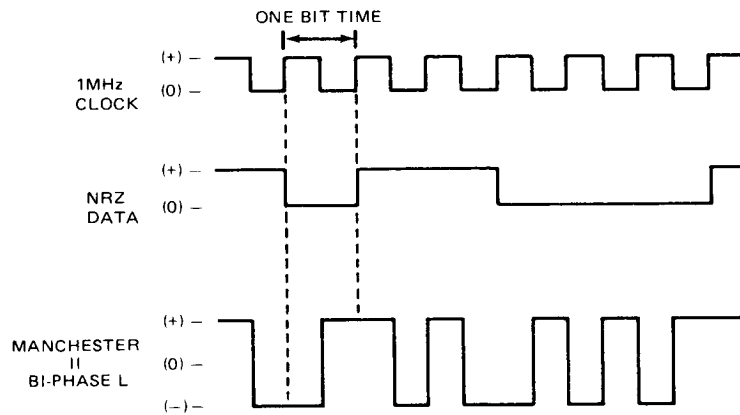 ONE BIT TIME
(+) –
1MHz
CLOCK
(0) –
(+) –
NRZ
DATA
(0) –
(+) –
MANCHESTER
II
BI-PHASE L
(0) –
(–) –